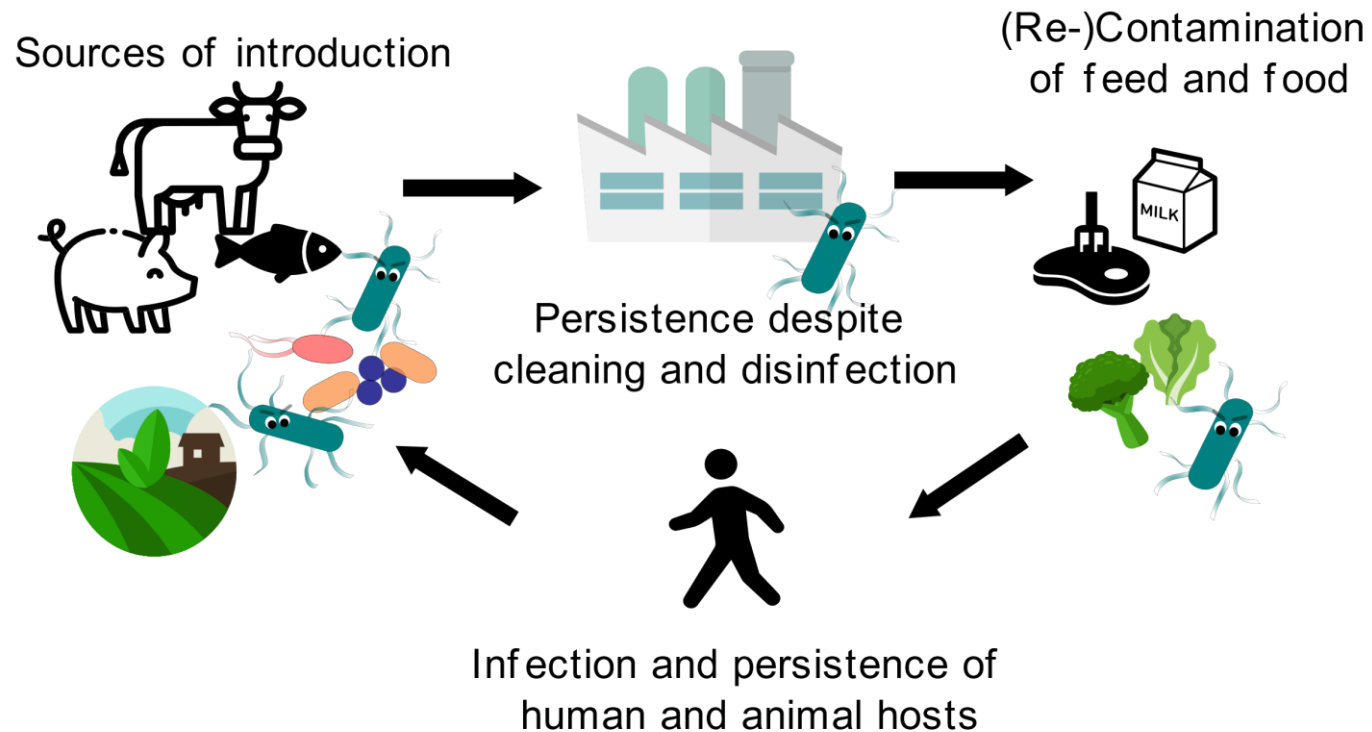 Sources of introduction
(Re-)Contamination
of feed and food
MILK
Persistence despite
cleaning and disinfection
Infection and persistence of
human and animal hosts